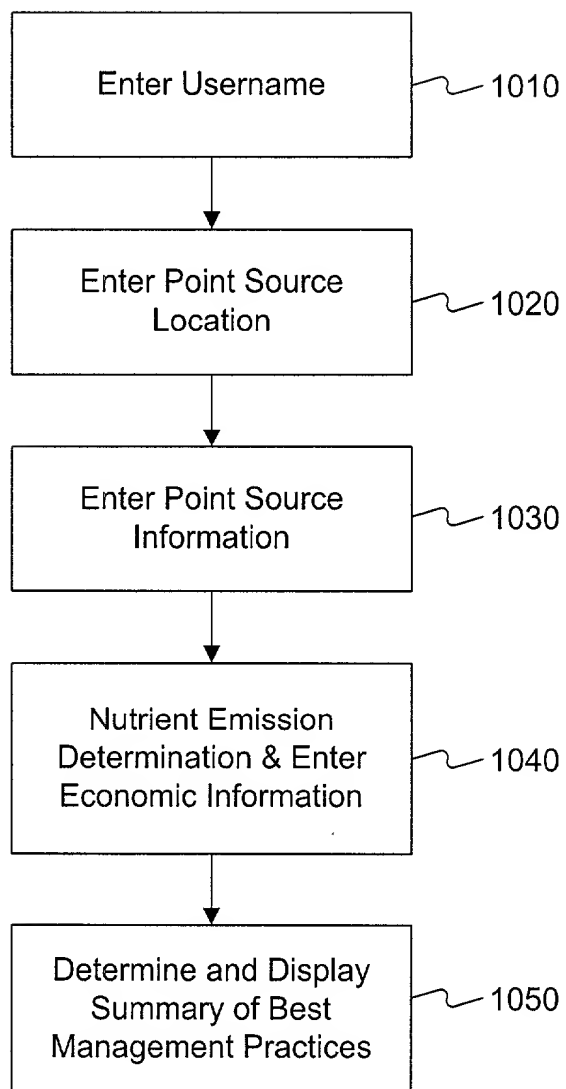 Enter Username
1010
Enter Point Source
Location
1020
Enter Point Source
Information
1030
Nutrient Emission
Determination & Enter
Economic Information
1040
Determine and Display
Summary of Best
Management Practices
1050